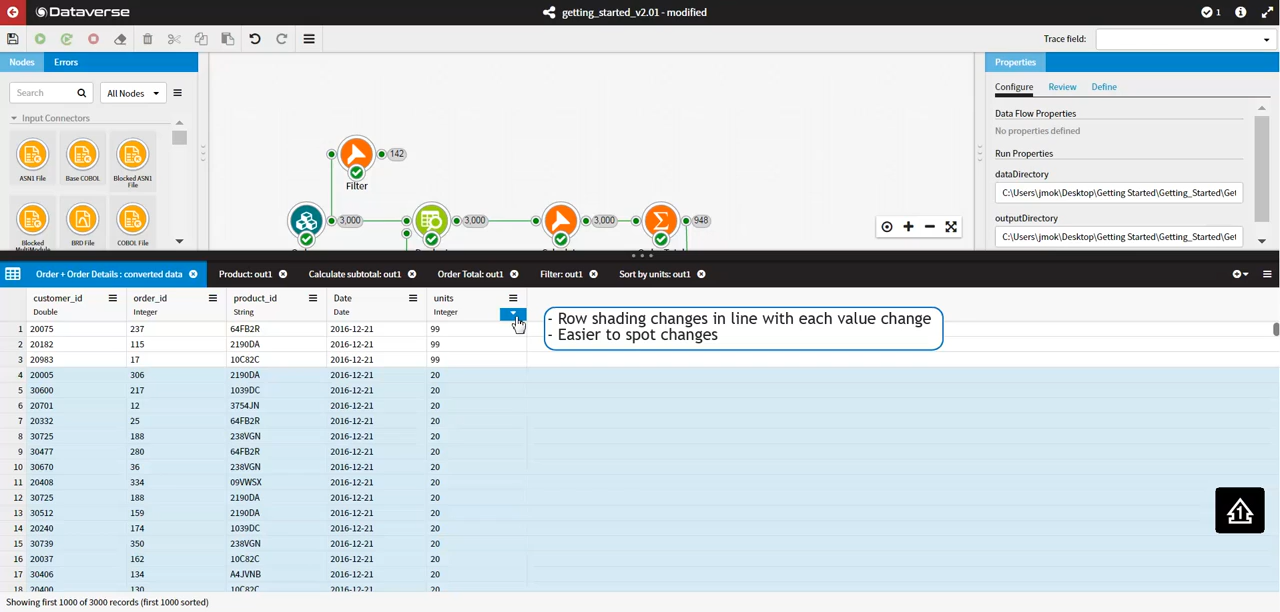 Dataverse
getting_started_v2.01 - modified
1
Trace field:
Nodes
Errors
Properties
Search
All Nodes
Configure
Review
Define
Input Connectors
Data Flow Properties
No properties defined
Run Properties
dataDirectory
C:\Users\jmok\Desktop\Getting Started\Getting_Started\Get
outputDirectory
C:\Users\jmok\Desktop\Getting Started\Getting_Started\Get
ASN1 File
Base COBOL
Blocked ASN1
File
Blocked
BRD File
COBOL File
142
Filter
3,000
3,000
3,000
948
Order + Order Details : converted data
Product: out1
Calculate subtotal: out1
Order Total: out1
Filter: out1
Sort by units: out1
customer_id order_id product_id Date units
Double Integer String Date Integer
- Row shading changes in line with each value change
- Easier to spot changes
1 20075 237 64FB2R 2016-12-21 99
2 20182 115 2190DA 2016-12-21 99
3 20983 17 10C82C 2016-12-21 99
4 20005 306 2190DA 2016-12-21 20
5 30600 217 1039DC 2016-12-21 20
6 20701 12 3754JN 2016-12-21 20
7 20332 25 64FB2R 2016-12-21 20
8 30725 188 238VGN 2016-12-21 20
9 30477 280 64FB2R 2016-12-21 20
10 30670 36 238VGN 2016-12-21 20
11 20408 334 09VWSX 2016-12-21 20
12 30725 188 2190DA 2016-12-21 20
13 30512 159 2190DA 2016-12-21 20
14 20240 174 1039DC 2016-12-21 20
15 30739 350 238VGN 2016-12-21 20
16 20037 162 10C82C 2016-12-21 20
17 30406 134 A4JVNB 2016-12-21 20
18 20400 130 10C82C 2016-12-21 20
Showing first 1000 of 3000 records (first 1000 sorted)